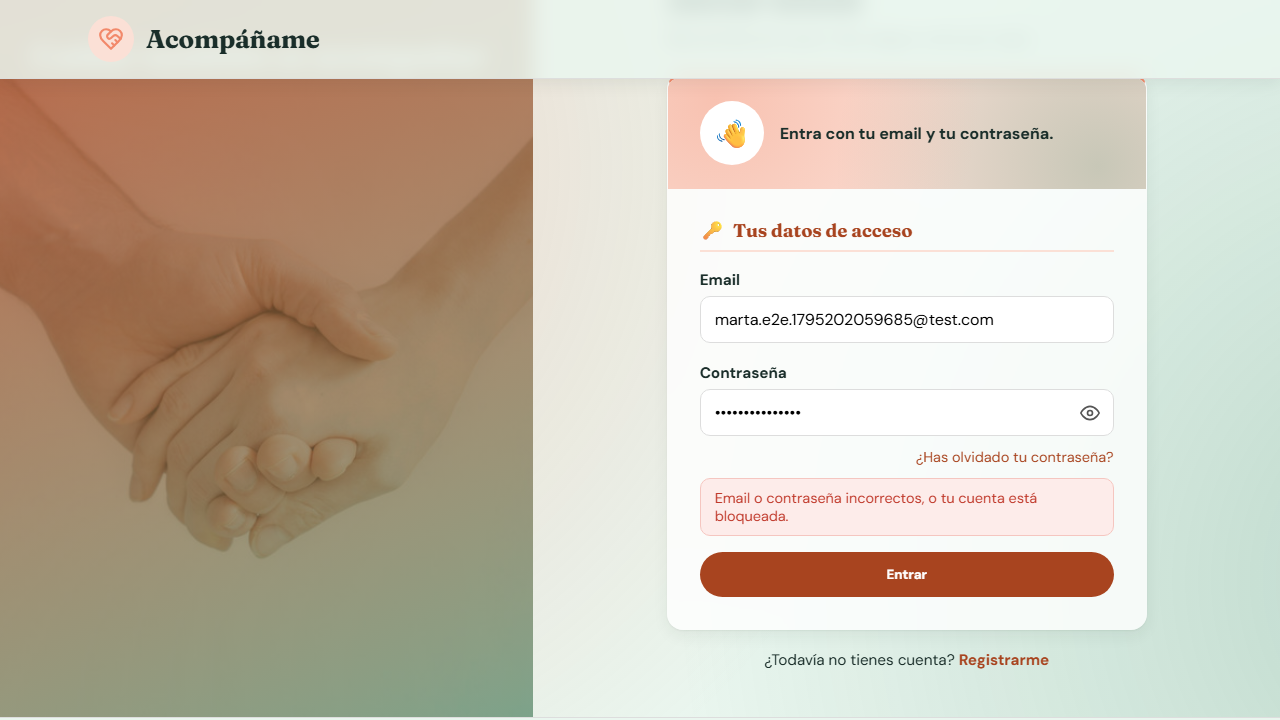 Acompáñame
Entra con tu email y tu contraseña.
Tus datos de acceso
Email
marta.e2e.1795202059685@test.com
Contraseña
¿Has olvidado tu contraseña?
Email o contraseña incorrectos, o tu cuenta está
bloqueada.
Entrar
¿Todavía no tienes cuenta? Registrarme